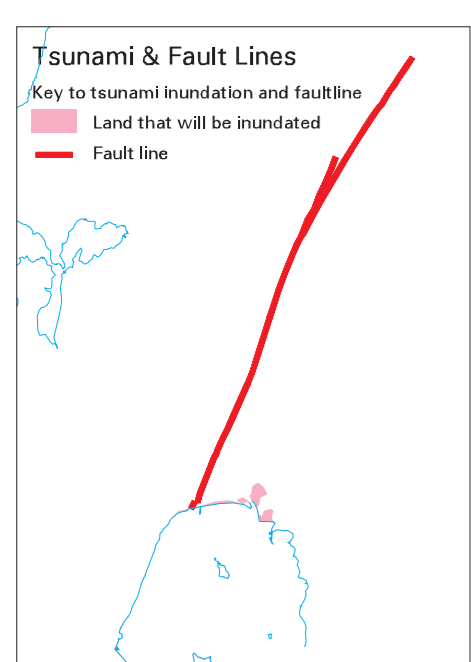 Tsunami & Fault Lines
Key to tsunami inundation and faultline
Land that will be inundated
Fault line